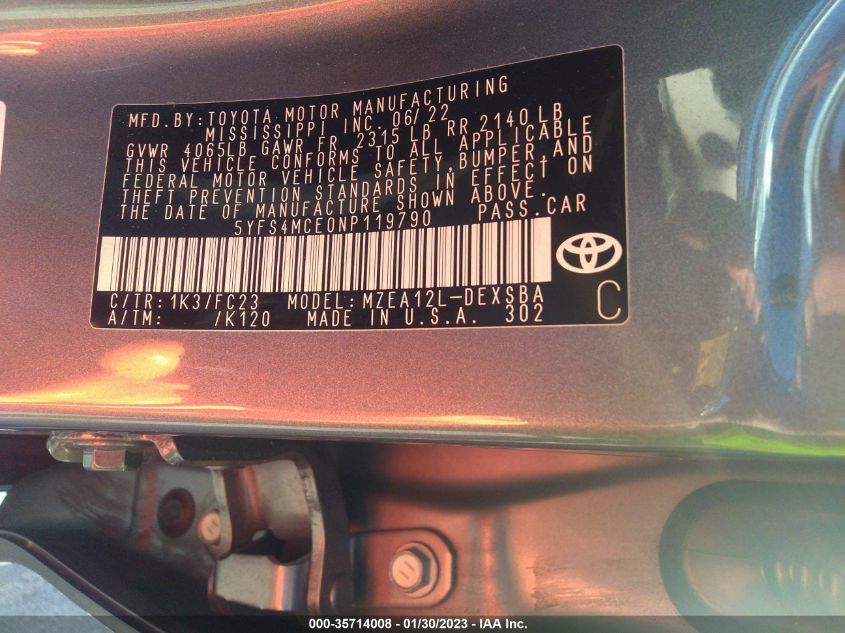 MFD. BY: TOYOTA MOTOR MANUFACTURING
MISSISSIPPI INC. 06/22
GVWR 4065LB GAWR FR 2315 LB RR 2140 LB
THIS VEHICLE CONFORMS TO ALL APPLICABLE
FEDERAL MOTOR VEHICLE SAFETY, BUMPER, AND
THEFT PREVENTION STANDARDS IN EFFECT ON
THE DATE OF MANUFACTURE SHOWN ABOVE.
5YFS4MCE0NP119790 PASS. CAR
C/TR: 1K3/FC23 MODEL: MZEA12L-DEXSBA
A/TM: /K120 MADE IN U.S.A. 302
C
000-35714008 - 01/30/2023 - IAA Inc.